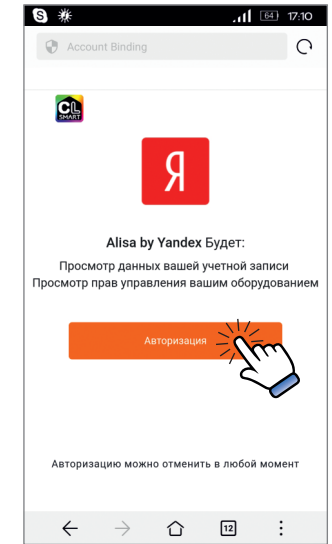 S 64 17:10
Account Binding
CL
SMART
Я
Alisa by Yandex Будет:
Просмотр данных вашей учетной записи
Просмотр прав управления вашим оборудованием
Авторизация
Авторизацию можно отменить в любой момент
12